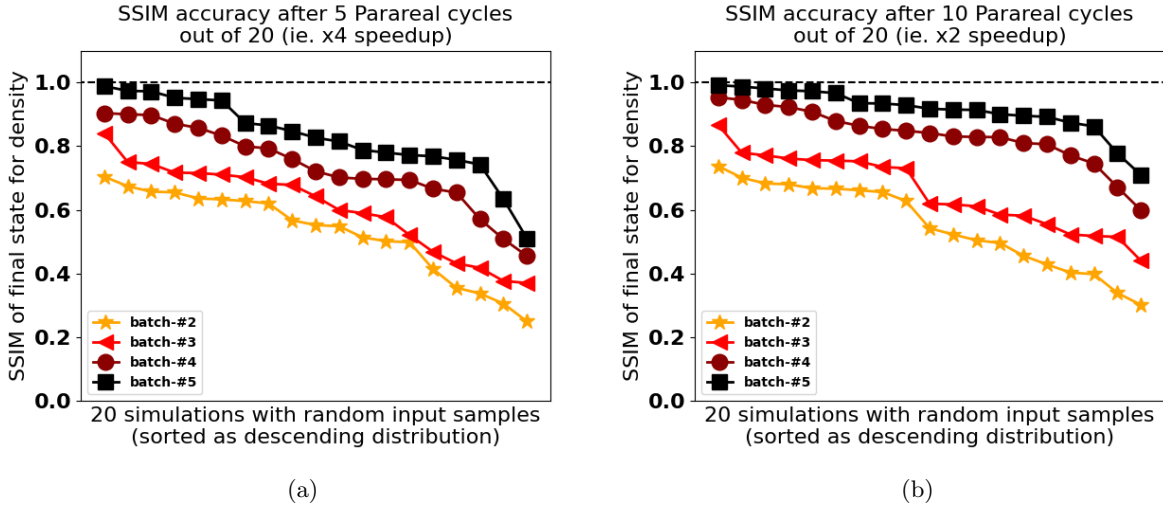 SSIM accuracy after 5 Parareal cycles
out of 20 (ie. x4 speedup)
SSIM of final state for density
1.0
0.8
0.6
0.4
0.2
0.0
batch-#2
batch-#3
batch-#4
batch-#5
20 simulations with random input samples
(sorted as descending distribution)
(a)
SSIM accuracy after 10 Parareal cycles
out of 20 (ie. x2 speedup)
SSIM of final state for density
1.0
0.8
0.6
0.4
0.2
0.0
batch-#2
batch-#3
batch-#4
batch-#5
20 simulations with random input samples
(sorted as descending distribution)
(b)